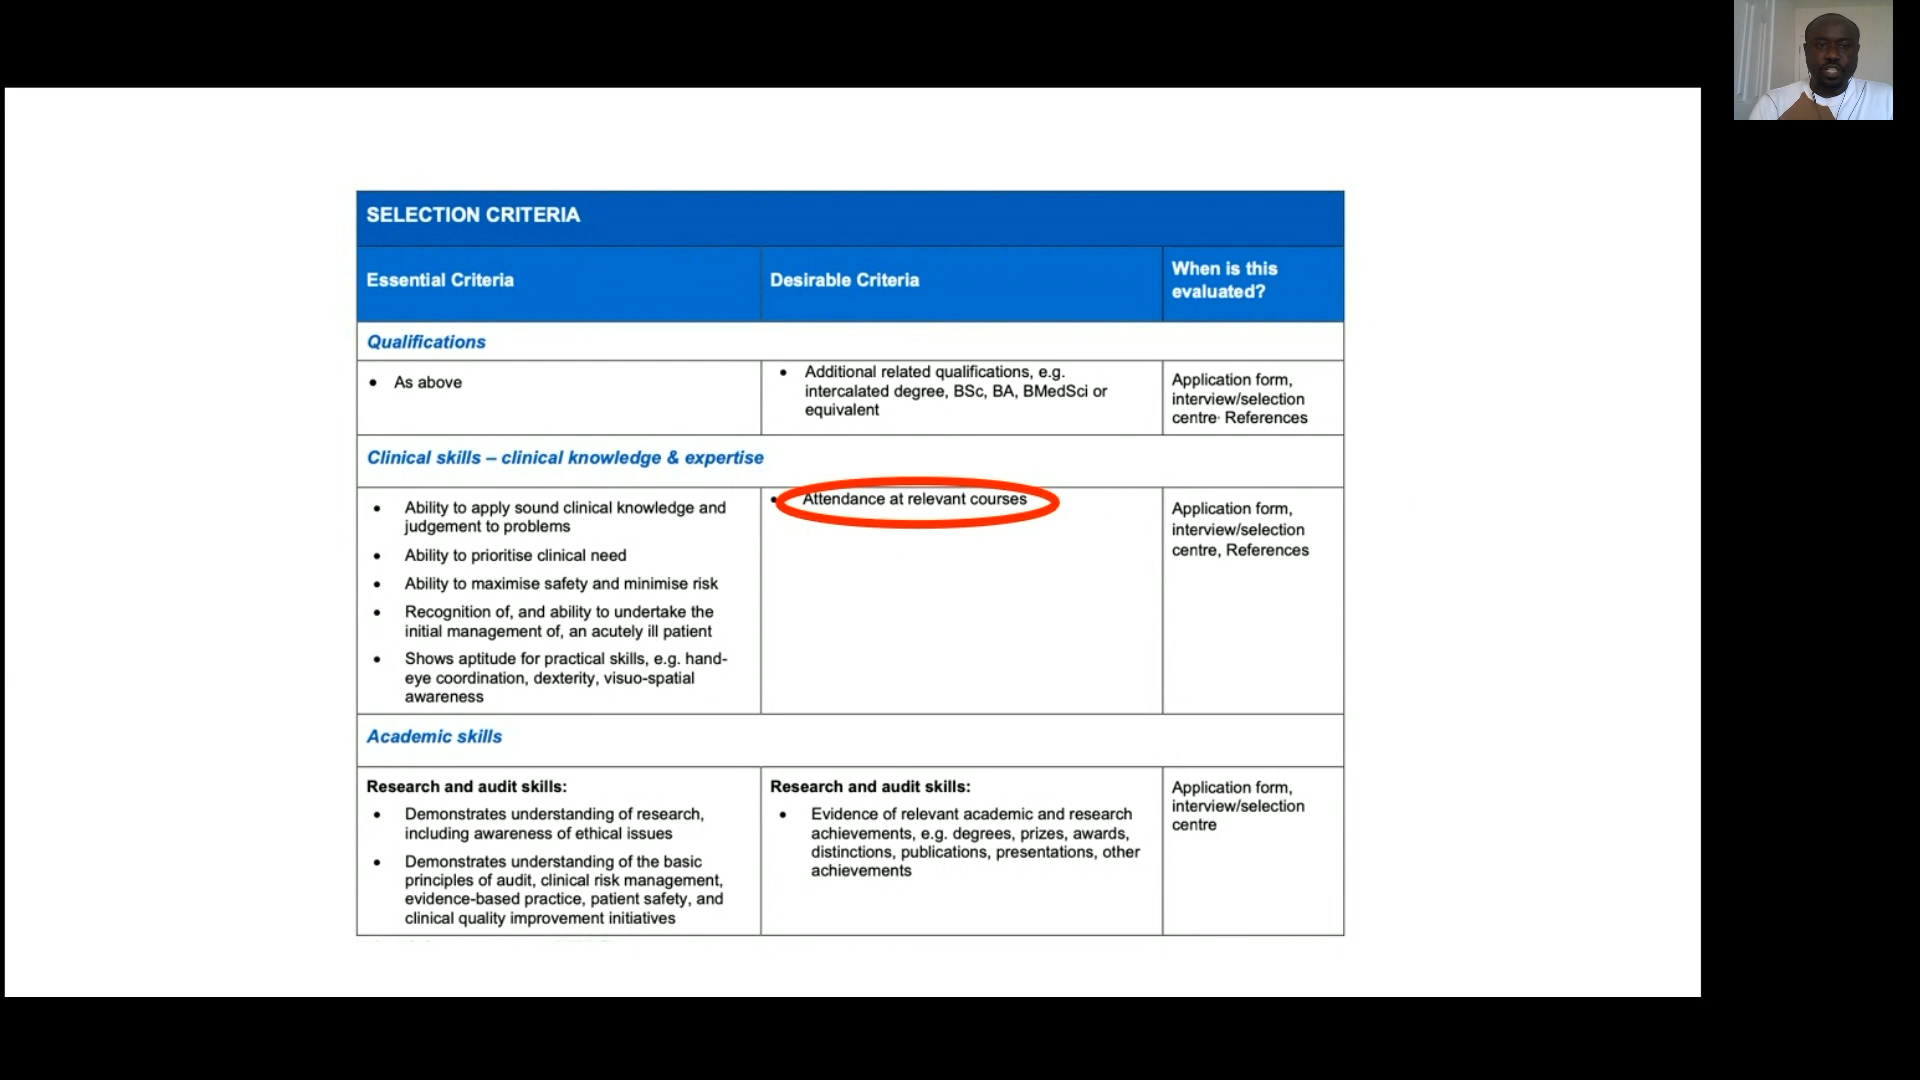 SELECTION CRITERIA
Essential Criteria
Desirable Criteria
When is this
evaluated?
Qualifications
• As above
• Additional related qualifications, e.g.
intercalated degree, BSc, BA, BMedSci or
equivalent
Application form,
interview/selection
centre· References
Clinical skills – clinical knowledge & expertise
• Ability to apply sound clinical knowledge and
judgement to problems
• Ability to prioritise clinical need
• Ability to maximise safety and minimise risk
• Recognition of, and ability to undertake the
initial management of, an acutely ill patient
• Shows aptitude for practical skills, e.g. hand-
eye coordination, dexterity, visuo-spatial
awareness
• Attendance at relevant courses
Application form,
interview/selection
centre, References
Academic skills
Research and audit skills:
• Demonstrates understanding of research,
including awareness of ethical issues
• Demonstrates understanding of the basic
principles of audit, clinical risk management,
evidence-based practice, patient safety, and
clinical quality improvement initiatives
Research and audit skills:
• Evidence of relevant academic and research
achievements, e.g. degrees, prizes, awards,
distinctions, publications, presentations, other
achievements
Application form,
interview/selection
centre